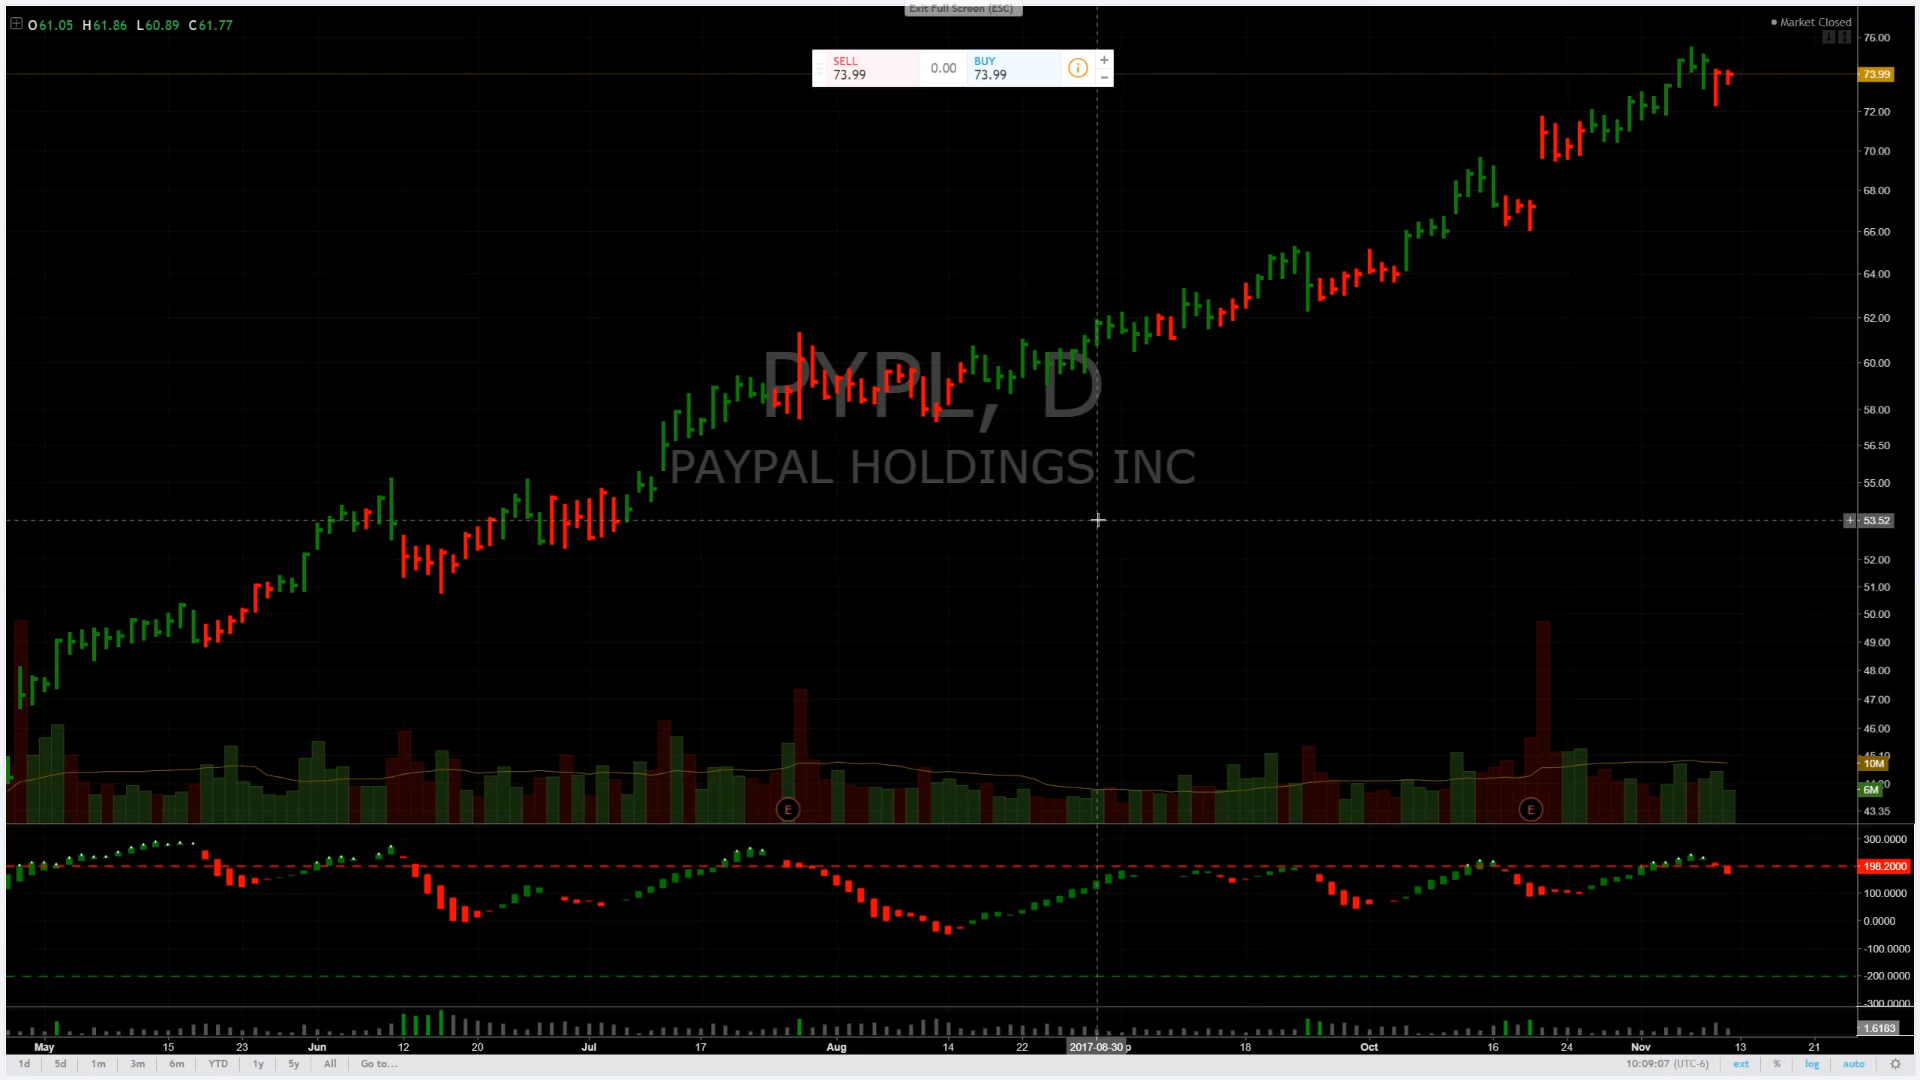 Exit Full Screen (ESC)
O61.05 H61.86 L60.89 C61.77
Market Closed
SELL
73.99
0.00
BUY
73.99
PYPL, D
PAYPAL HOLDINGS INC
76.00
73.99
72.00
70.00
68.00
66.00
64.00
62.00
60.00
58.00
56.50
55.00
53.52
52.00
51.00
50.00
49.00
48.00
47.00
46.00
45.10
10M
6M
43.35
E
E
300.0000
198.2000
100.0000
0.0000
-100.0000
-200.0000
-300.0000
1.6183
May 15 23 Jun 12 20 Jul 17 Aug 14 22 2017-08-30 18 Oct 16 24 Nov 13 21
1d 5d 1m 3m 6m YTD 1y 5y All Go to...
10:09:07 (UTC-6) ext % log auto